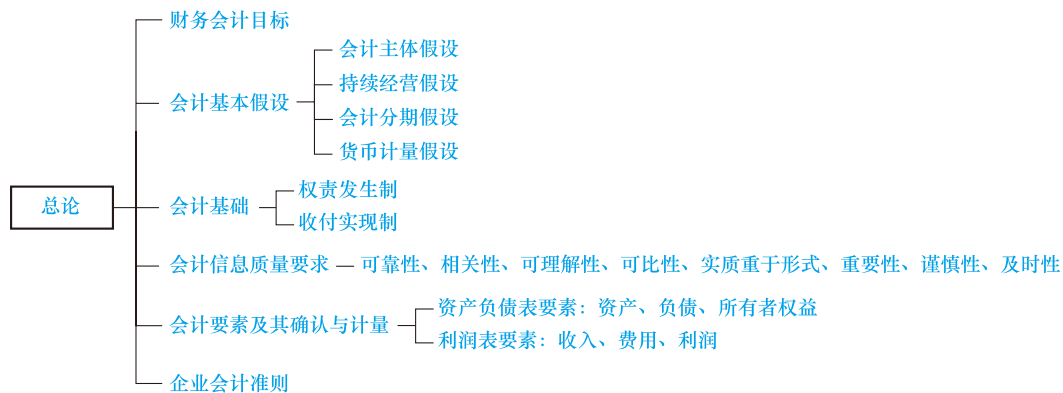 财务会计目标
会计主体假设
持续经营假设
会计基本假设
会计分期假设
货币计量假设
权责发生制
总论
会计基础
收付实现制
会计信息质量要求
可靠性、相关性、可理解性、可比性、实质重于形式、重要性、谨慎性、及时性
资产负债表要素：资产、负债、所有者权益
会计要素及其确认与计量
利润表要素：收入、费用、利润
企业会计准则